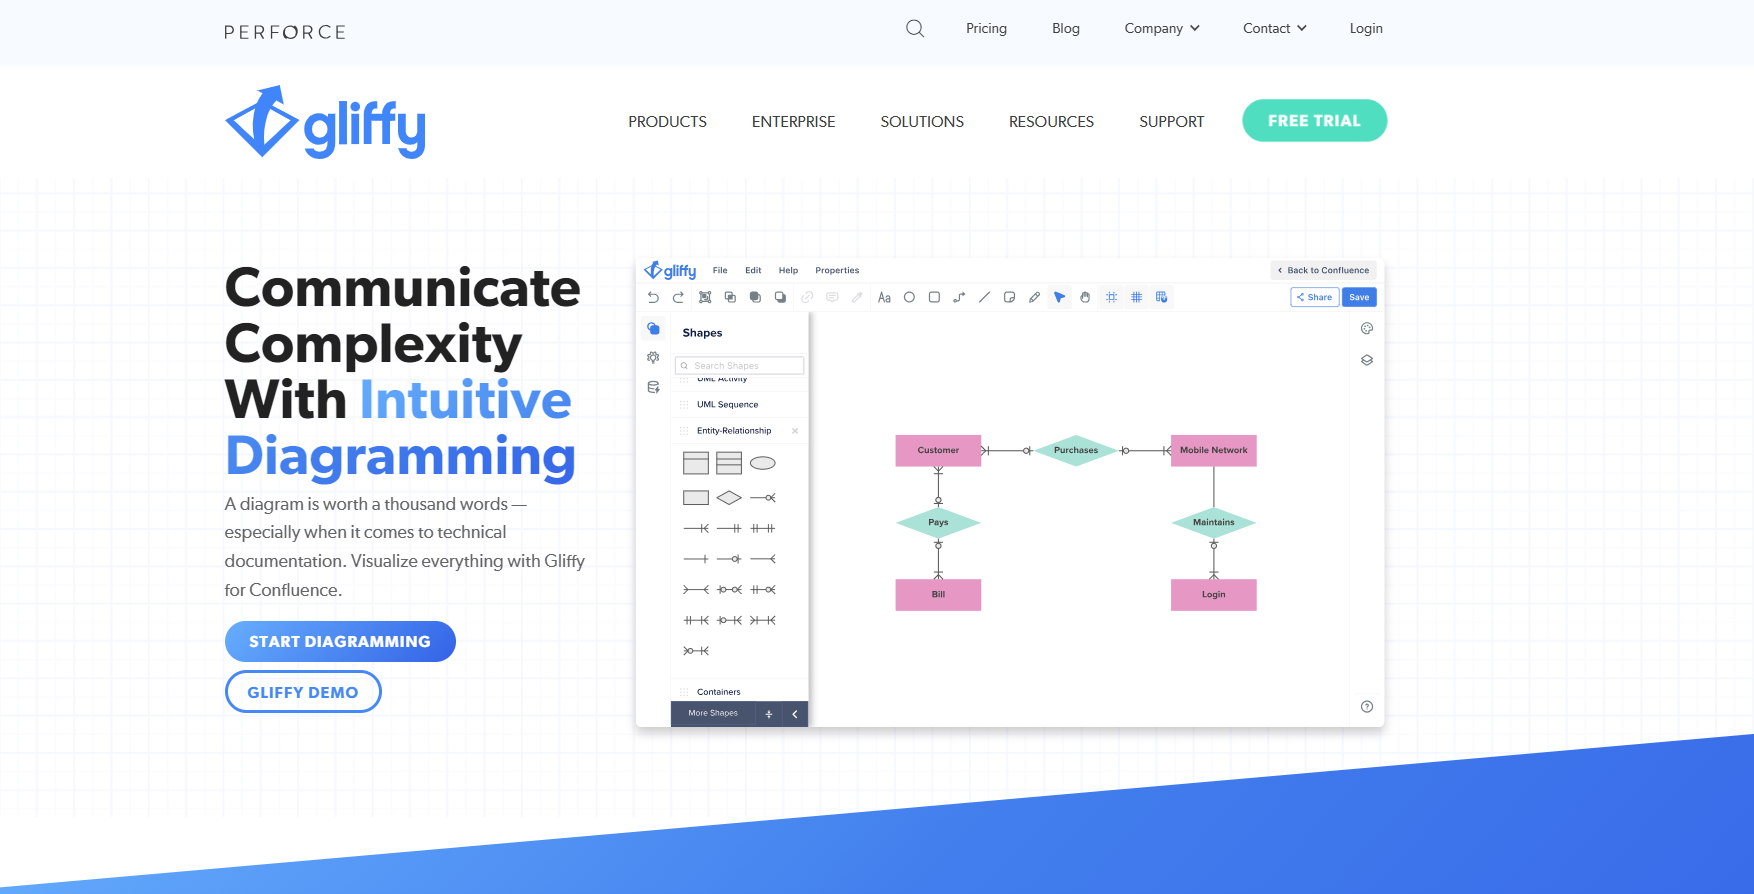 PERFORCE
Pricing
Blog
Company
Contact
Login
gliffy
PRODUCTS
ENTERPRISE
SOLUTIONS
RESOURCES
SUPPORT
FREE TRIAL
Communicate
Complexity
With Intuitive
Diagramming
A diagram is worth a thousand words —
especially when it comes to technical
documentation. Visualize everything with Gliffy
for Confluence.
START DIAGRAMMING
GLIFFY DEMO
gliffy
File
Edit
Help
Properties
Back to Confluence
Aa
Share
Save
Shapes
Search Shapes
UML Activity
UML Sequence
Entity-Relationship
Containers
More Shapes
Customer
Purchases
Mobile Network
Pays
Maintains
Bill
Login